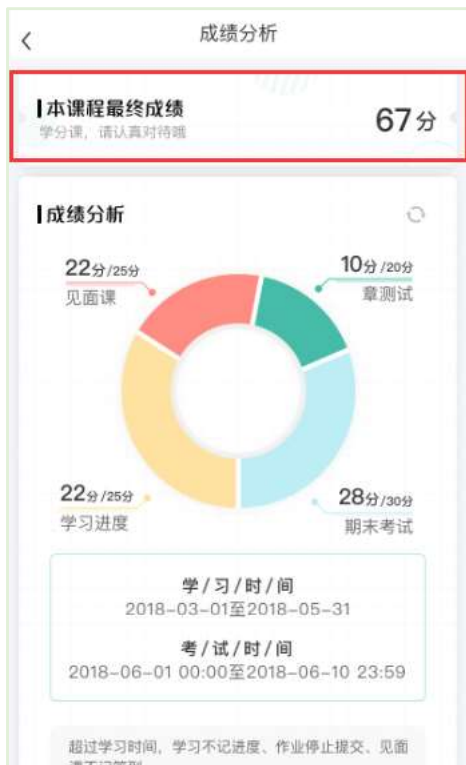 成绩分析
本课程最终成绩
学分课，请认真对待哦
67分
成绩分析
22分/25分
见面课
10分/20分
章测试
22分/25分
学习进度
28分/30分
期末考试
学/习/时/间
2018-03-01至2018-05-31
考/试/时/间
2018-06-01 00:00至2018-06-10 23:59
超过学习时间，学习不记进度、作业停止提交、见面